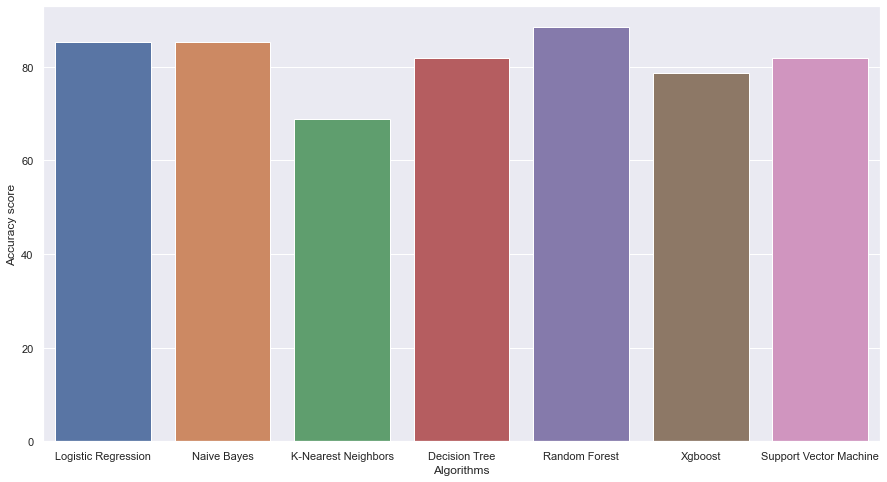 Accuracy score
80
60
40
20
0
Logistic Regression
Naive Bayes
K-Nearest Neighbors
Decision Tree
Random Forest
Xgboost
Support Vector Machine
Algorithms